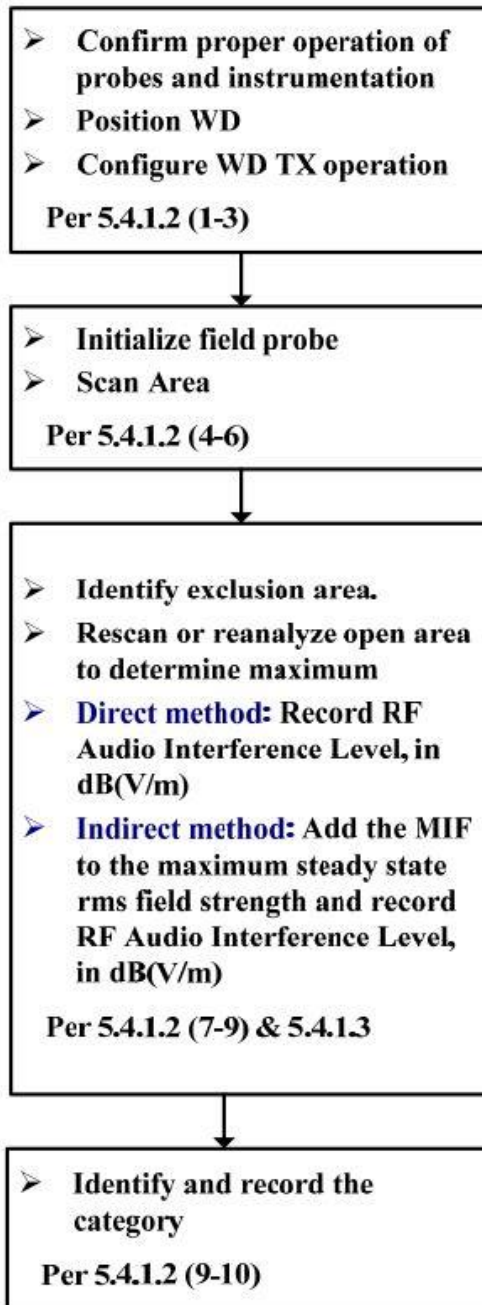 ➢ Confirm proper operation of
probes and instrumentation
➢ Position WD
➢ Configure WD TX operation
Per 5.4.1.2 (1-3)
➢ Initialize field probe
➢ Scan Area
Per 5.4.1.2 (4-6)
➢ Identify exclusion area.
➢ Rescan or reanalyze open area
to determine maximum
➢ Direct method: Record RF
Audio Interference Level, in
dB(V/m)
➢ Indirect method: Add the MIF
to the maximum steady state
rms field strength and record
RF Audio Interference Level,
in dB(V/m)
Per 5.4.1.2 (7-9) & 5.4.1.3
➢ Identify and record the
category
Per 5.4.1.2 (9-10)